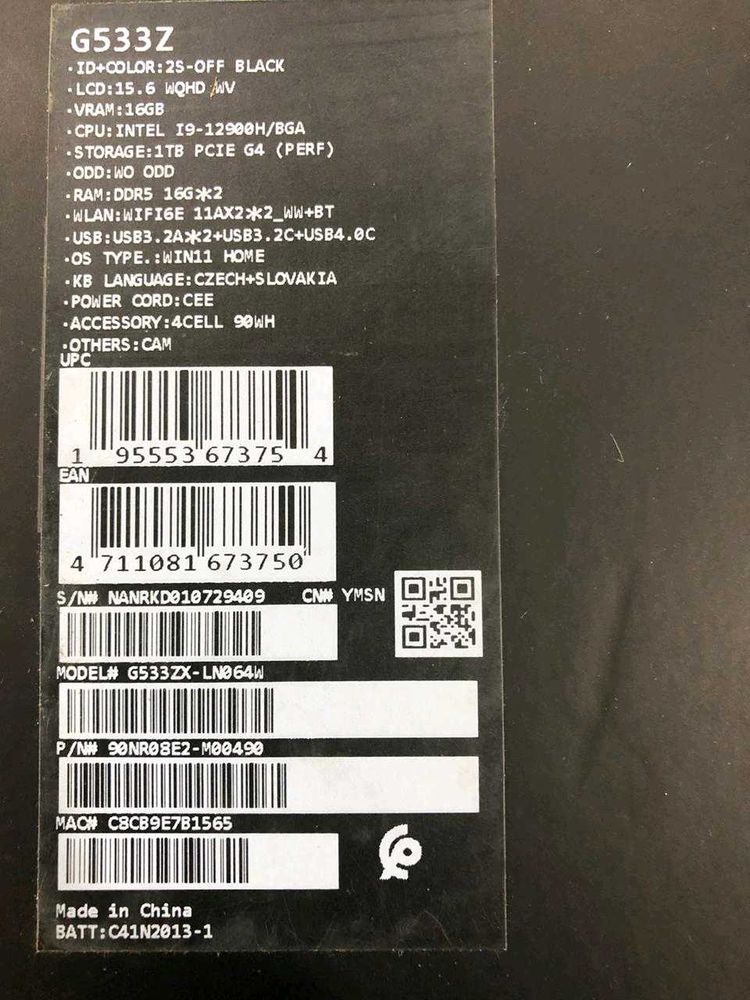 G533Z
·ID+COLOR:2S-OFF BLACK
·LCD:15.6 WQHD WV
·VRAM:16GB
·CPU:INTEL I9-12900H/BGA
·STORAGE:1TB PCIE G4 (PERF)
·ODD:WO ODD
·RAM:DDR5 16G*2
·WLAN:WIFI6E 11AX2*2_WW+BT
·USB:USB3.2A*2+USB3.2C+USB4.0C
·OS TYPE.:WIN11 HOME
·KB LANGUAGE:CZECH+SLOVAKIA
·POWER CORD:CEE
·ACCESSORY:4CELL 90WH
·OTHERS:CAM
UPC
1 95553 67375 4
EAN
4 711081 673750
S/N# NANRKD010729409 CN# YMSN
MODEL# G533ZX-LN064W
P/N# 90NR08E2-M00490
MAC# C8CB9E7B1565
Made in China
BATT:C41N2013-1